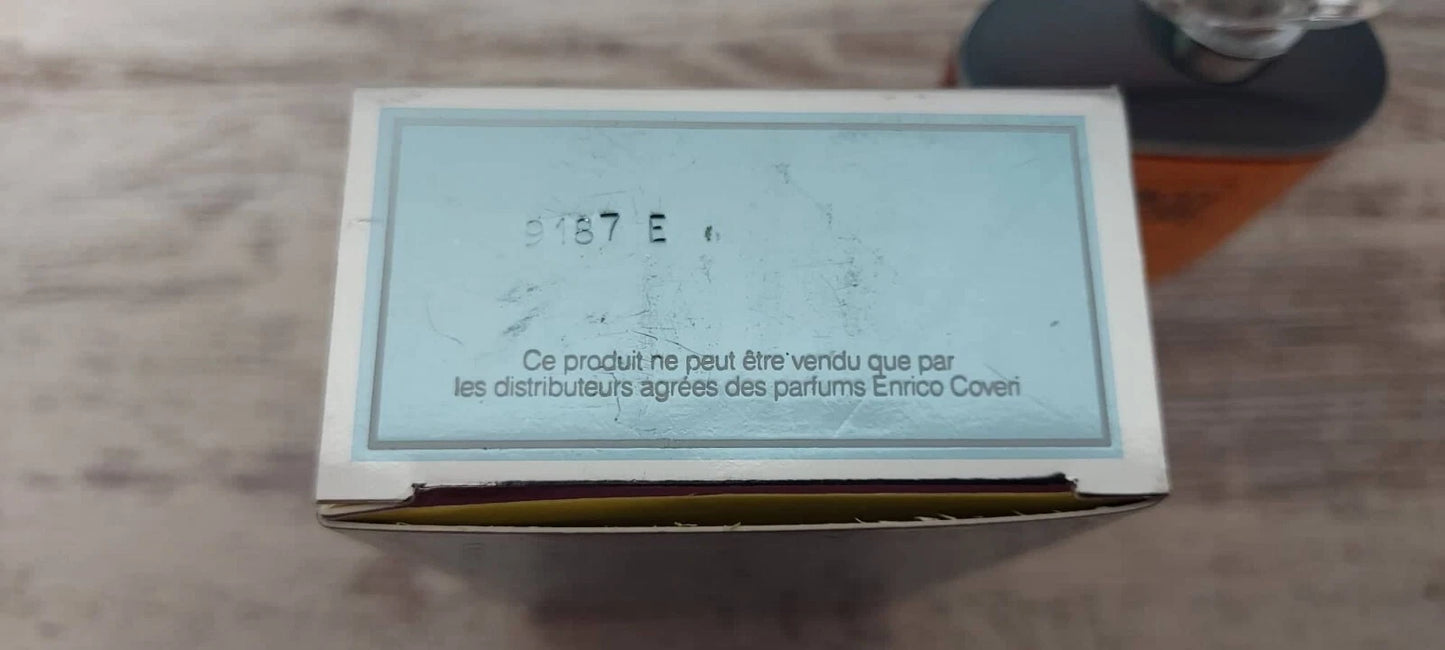 9187 E
Ce produit ne peut être vendu que par
les distributeurs agrées des parfums Enrico Coveri